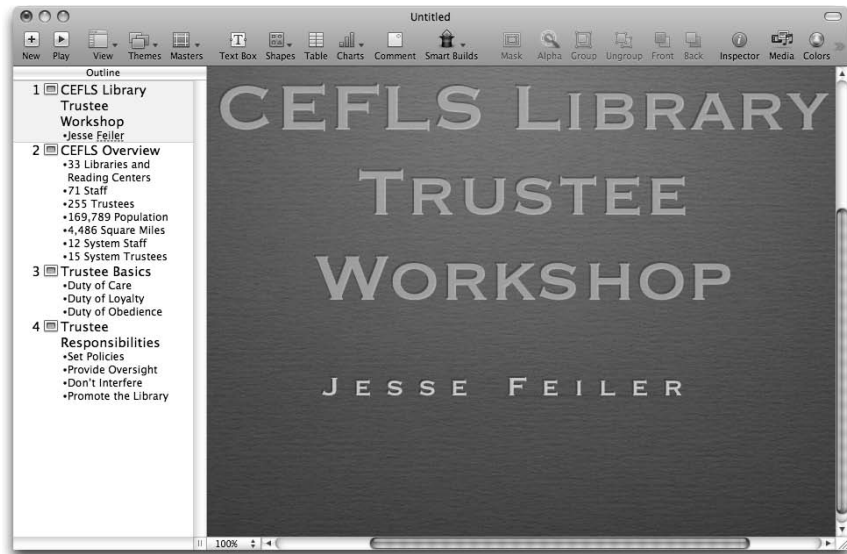 Untitled
New Play View Themes Masters Text Box Shapes Table Charts Comment Smart Builds Mask Alpha Group Ungroup Front Back Inspector Media Colors
Outline
1 CEFLS Library
Trustee
Workshop
•Jesse Feiler
2 CEFLS Overview
•33 Libraries and
Reading Centers
•71 Staff
•255 Trustees
•169,789 Population
•4,486 Square Miles
•12 System Staff
•15 System Trustees
3 Trustee Basics
•Duty of Care
•Duty of Loyalty
•Duty of Obedience
4 Trustee
Responsibilities
•Set Policies
•Provide Oversight
•Don't Interfere
•Promote the Library
CEFLS Library
Trustee
Workshop
Jesse Feiler
100%